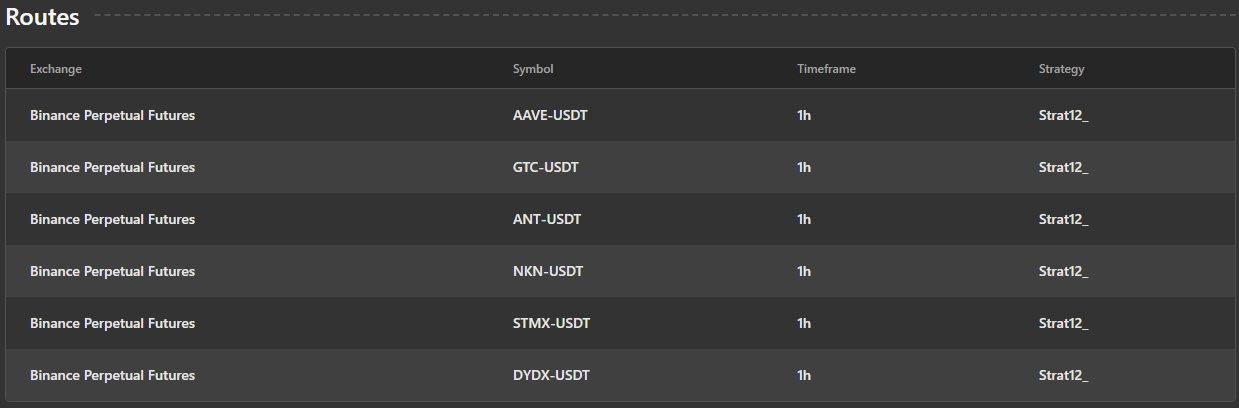 Routes
Exchange Symbol Timeframe Strategy
Binance Perpetual Futures AAVE-USDT 1h Strat12_
Binance Perpetual Futures GTC-USDT 1h Strat12_
Binance Perpetual Futures ANT-USDT 1h Strat12_
Binance Perpetual Futures NKN-USDT 1h Strat12_
Binance Perpetual Futures STMX-USDT 1h Strat12_
Binance Perpetual Futures DYDX-USDT 1h Strat12_